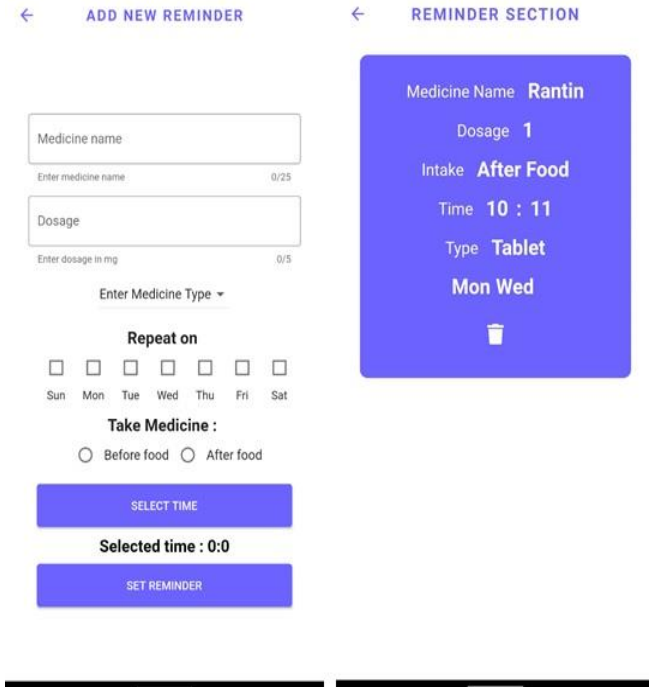 ADD NEW REMINDER
Medicine name
Enter medicine name 0/25
Dosage
Enter dosage in mg 0/5
Enter Medicine Type
Repeat on
Sun Mon Tue Wed Thu Fri Sat
Take Medicine :
Before food After food
SELECT TIME
Selected time : 0:0
SET REMINDER
REMINDER SECTION
Medicine Name Rantin
Dosage 1
Intake After Food
Time 10 : 11
Type Tablet
Mon Wed